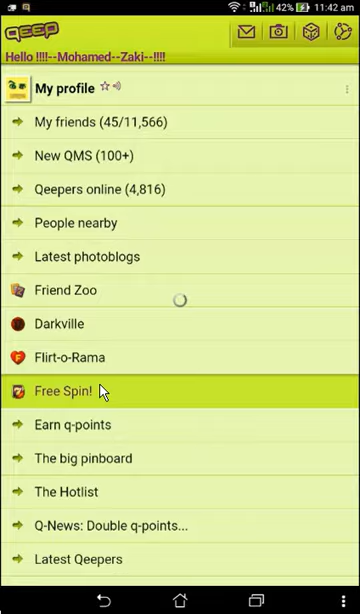 42% 11:42 am
qeep
Hello !!!!--Mohamed--Zaki--!!!!
My profile
My friends (45/11,566)
New QMS (100+)
Qeepers online (4,816)
People nearby
Latest photoblogs
Friend Zoo
Darkville
F Flirt-o-Rama
Free Spin!
Earn q-points
The big pinboard
The Hotlist
Q-News: Double q-points...
Latest Qeepers